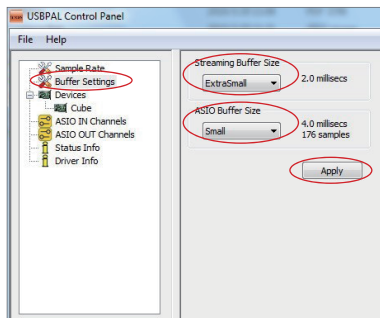 USBPAL Control Panel
File Help
Sample Rate
Buffer Settings
Devices
Cube
ASIO IN Channels
ASIO OUT Channels
Status Info
Driver Info
Streaming Buffer Size
ExtraSmall
2.0 millisecs
ASIO Buffer Size
Small
4.0 millisecs
176 samples
Apply